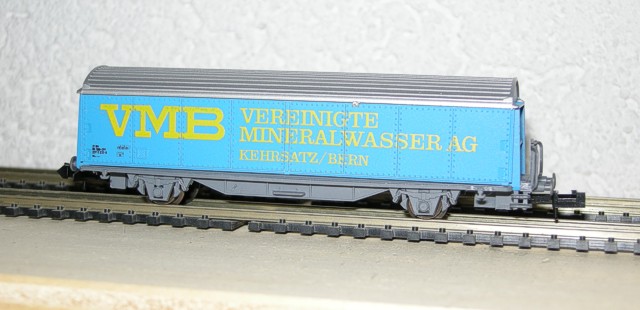 VMB
VEREINIGTE
MINERALWASSER AG
KEHRSATZ/BERN